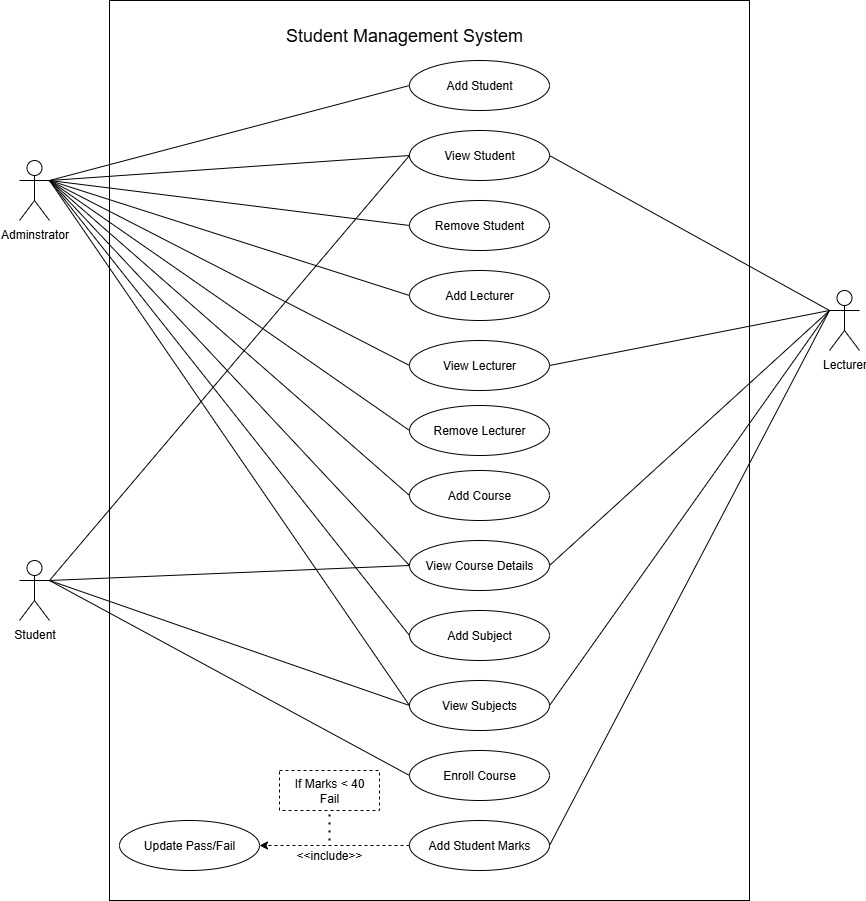 Student Management System
Add Student
View Student
Remove Student
Adminstrator
Add Lecturer
View Lecturer
Lecturer
Remove Lecturer
Add Course
View Course Details
Student
Add Subject
View Subjects
Enroll Course
If Marks < 40
Fail
Update Pass/Fail
<<include>>
Add Student Marks